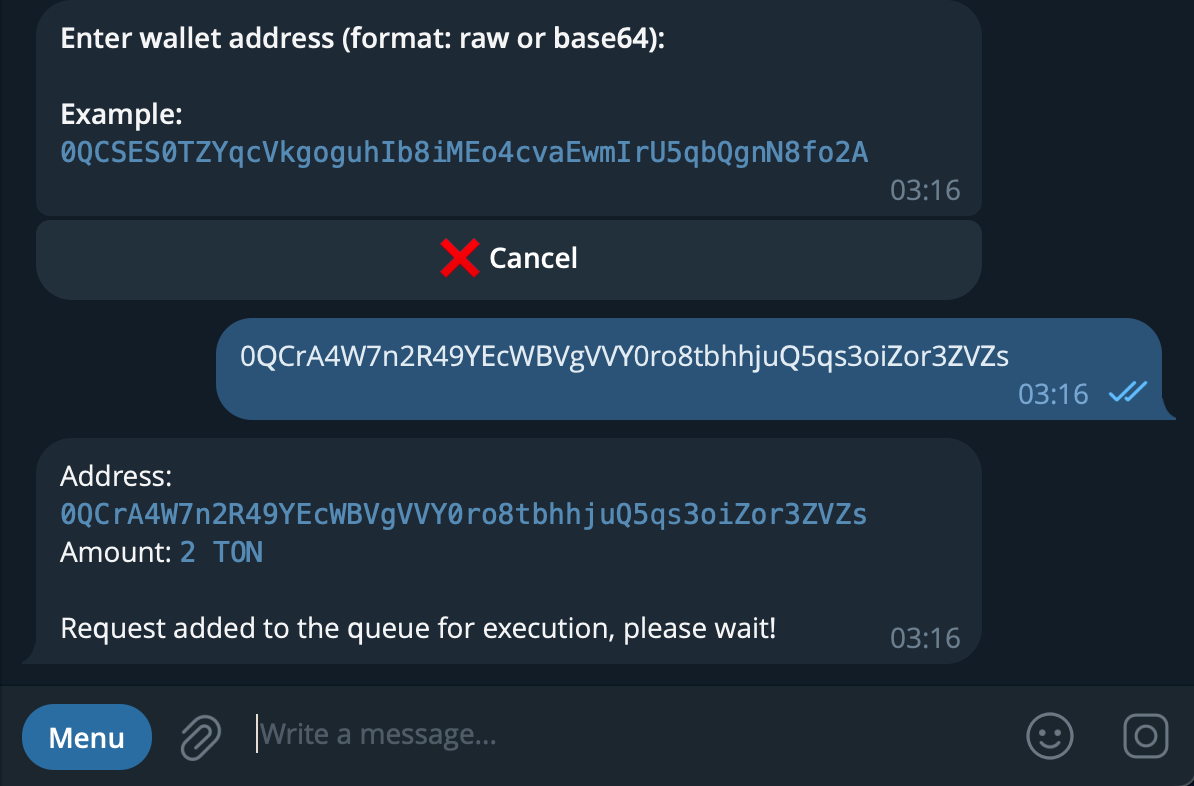 Enter wallet address (format: raw or base64):
Example:
0QCSES0TZYqcVkgoguhIb8iMEo4cvaEwmIrU5qbQgnN8fo2A
03:16
❌ Cancel
0QCrA4W7n2R49YEcWBVgVVY0ro8tbhhjuQ5qs3oiZor3ZVZs
03:16
Address:
0QCrA4W7n2R49YEcWBVgVVY0ro8tbhhjuQ5qs3oiZor3ZVZs
Amount: 2 TON
Request added to the queue for execution, please wait!
03:16
Menu
Write a message...